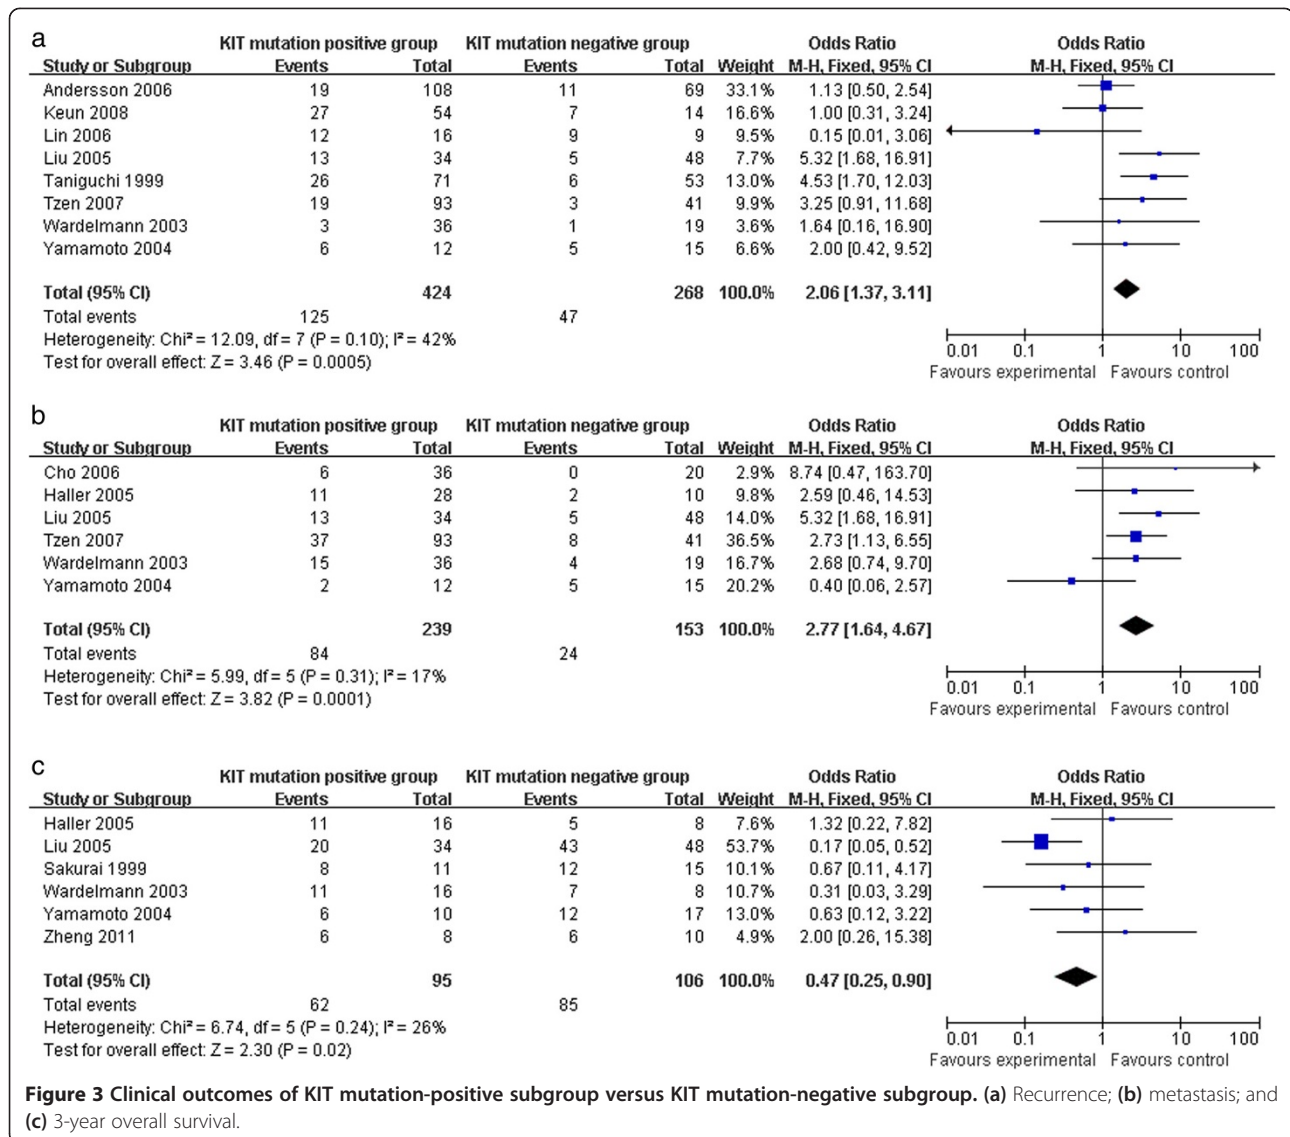 a
KIT mutation positive group KIT mutation negative group Odds Ratio Odds Ratio
Study or Subgroup Events Total Events Total Weight M-H, Fixed, 95% CI M-H, Fixed, 95% CI
Andersson 2006 19 108 11 69 33.1% 1.13 [0.50, 2.54]
Keun 2008 27 54 7 14 16.6% 1.00 [0.31, 3.24]
Lin 2006 12 16 9 9 9.5% 0.15 [0.01, 3.06]
Liu 2005 13 34 5 48 7.7% 5.32 [1.68, 16.91]
Taniguchi 1999 26 71 6 53 13.0% 4.53 [1.70, 12.03]
Tzen 2007 19 93 3 41 9.9% 3.25 [0.91, 11.68]
Wardelmann 2003 3 36 1 19 3.6% 1.64 [0.16, 16.90]
Yamamoto 2004 6 12 5 15 6.6% 2.00 [0.42, 9.52]
Total (95% CI) 424 268 100.0% 2.06 [1.37, 3.11]
Total events 125 47
Heterogeneity: Chi² = 12.09, df = 7 (P = 0.10); I² = 42%
Test for overall effect: Z = 3.46 (P = 0.0005)
0.01 0.1 1 10 100
Favours experimental Favours control
b
KIT mutation positive group KIT mutation negative group Odds Ratio Odds Ratio
Study or Subgroup Events Total Events Total Weight M-H, Fixed, 95% CI M-H, Fixed, 95% CI
Cho 2006 6 36 0 20 2.9% 8.74 [0.47, 163.70]
Haller 2005 11 28 2 10 9.8% 2.59 [0.46, 14.53]
Liu 2005 13 34 5 48 14.0% 5.32 [1.68, 16.91]
Tzen 2007 37 93 8 41 36.5% 2.73 [1.13, 6.55]
Wardelmann 2003 15 36 4 19 16.7% 2.68 [0.74, 9.70]
Yamamoto 2004 2 12 5 15 20.2% 0.40 [0.06, 2.57]
Total (95% CI) 239 153 100.0% 2.77 [1.64, 4.67]
Total events 84 24
Heterogeneity: Chi² = 5.99, df = 5 (P = 0.31); I² = 17%
Test for overall effect: Z = 3.82 (P = 0.0001)
0.01 0.1 1 10 100
Favours experimental Favours control
c
KIT mutation positive group KIT mutation negative group Odds Ratio Odds Ratio
Study or Subgroup Events Total Events Total Weight M-H, Fixed, 95% CI M-H, Fixed, 95% CI
Haller 2005 11 16 5 8 7.6% 1.32 [0.22, 7.82]
Liu 2005 20 34 43 48 53.7% 0.17 [0.05, 0.52]
Sakurai 1999 8 11 12 15 10.1% 0.67 [0.11, 4.17]
Wardelmann 2003 11 16 7 8 10.7% 0.31 [0.03, 3.29]
Yamamoto 2004 6 10 12 17 13.0% 0.63 [0.12, 3.22]
Zheng 2011 6 8 6 10 4.9% 2.00 [0.26, 15.38]
Total (95% CI) 95 106 100.0% 0.47 [0.25, 0.90]
Total events 62 85
Heterogeneity: Chi² = 6.74, df = 5 (P = 0.24); I² = 26%
Test for overall effect: Z = 2.30 (P = 0.02)
0.01 0.1 1 10 100
Favours experimental Favours control
Figure 3 Clinical outcomes of KIT mutation-positive subgroup versus KIT mutation-negative subgroup. (a) Recurrence; (b) metastasis; and
(c) 3-year overall survival.